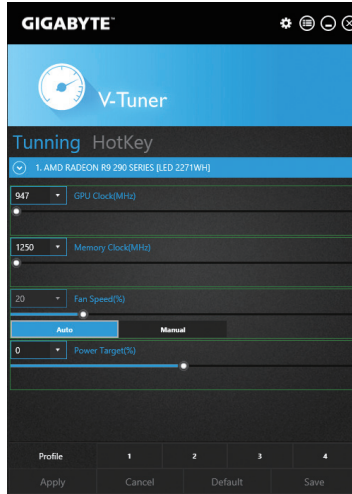 GIGABYTE™
V-Tuner
Tunning HotKey
1. AMD RADEON R9 290 SERIES [LED 2271WH]
947 GPU Clock(MHz)
1250 Memory Clock(MHz)
20 Fan Speed(%)
Auto Manual
0 Power Target(%)
Profile 1 2 3 4
Apply Cancel Default Save